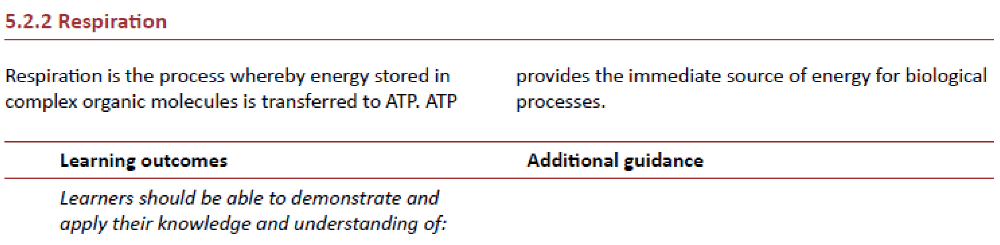 5.2.2 Respiration
Respiration is the process whereby energy stored in
complex organic molecules is transferred to ATP. ATP
provides the immediate source of energy for biological
processes.
Learning outcomes
Additional guidance
Learners should be able to demonstrate and
apply their knowledge and understanding of: